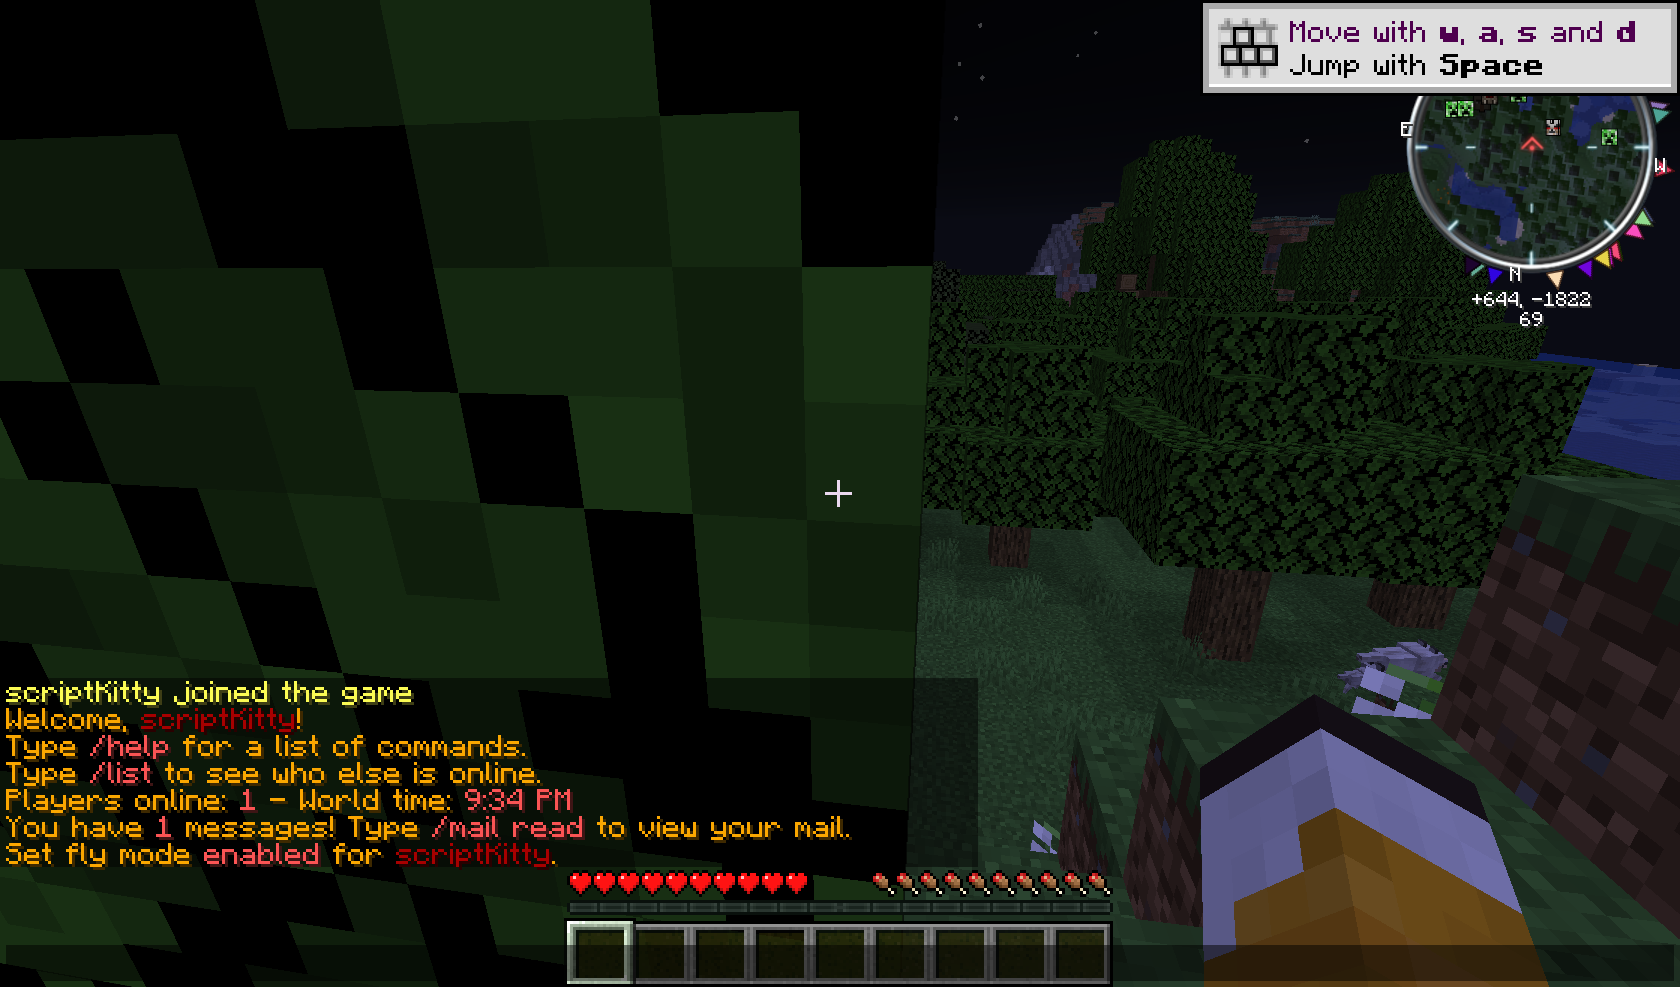 Move with w, a, s and d
Jump with Space
E
W
N
+644, -1822
69
scriptKitty joined the game
Welcome, scriptKitty!
Type /help for a list of commands.
Type /list to see who else is online.
Players online: 1 - World time: 9:34 PM
You have 1 messages! Type /mail read to view your mail.
Set fly mode enabled for scriptKitty.